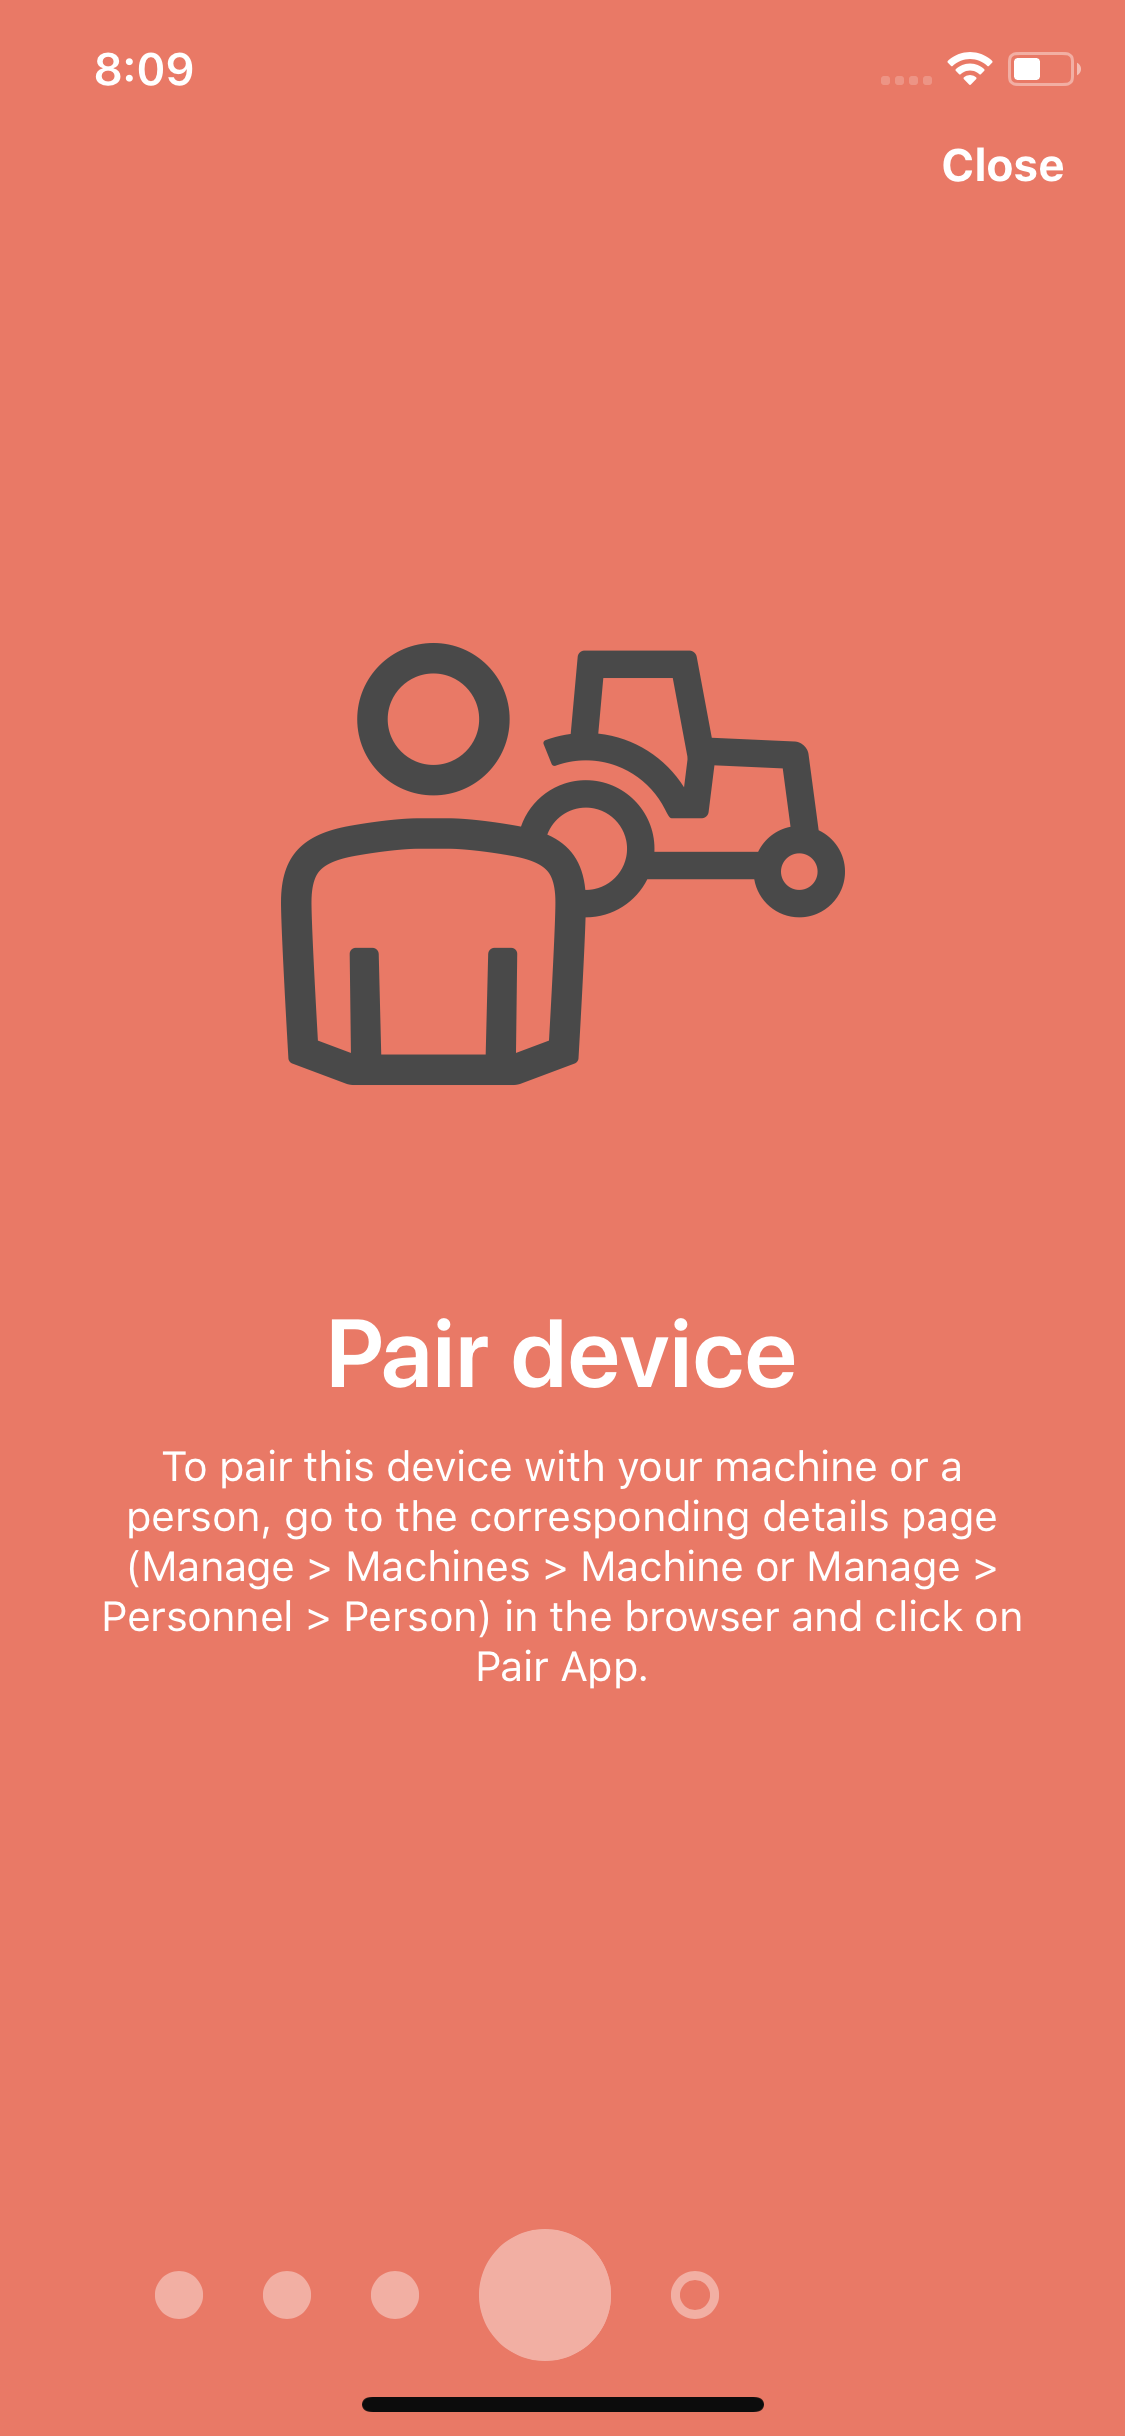 8:09
Close
Pair device
To pair this device with your machine or a
person, go to the corresponding details page
(Manage > Machines > Machine or Manage >
Personnel > Person) in the browser and click on
Pair App.